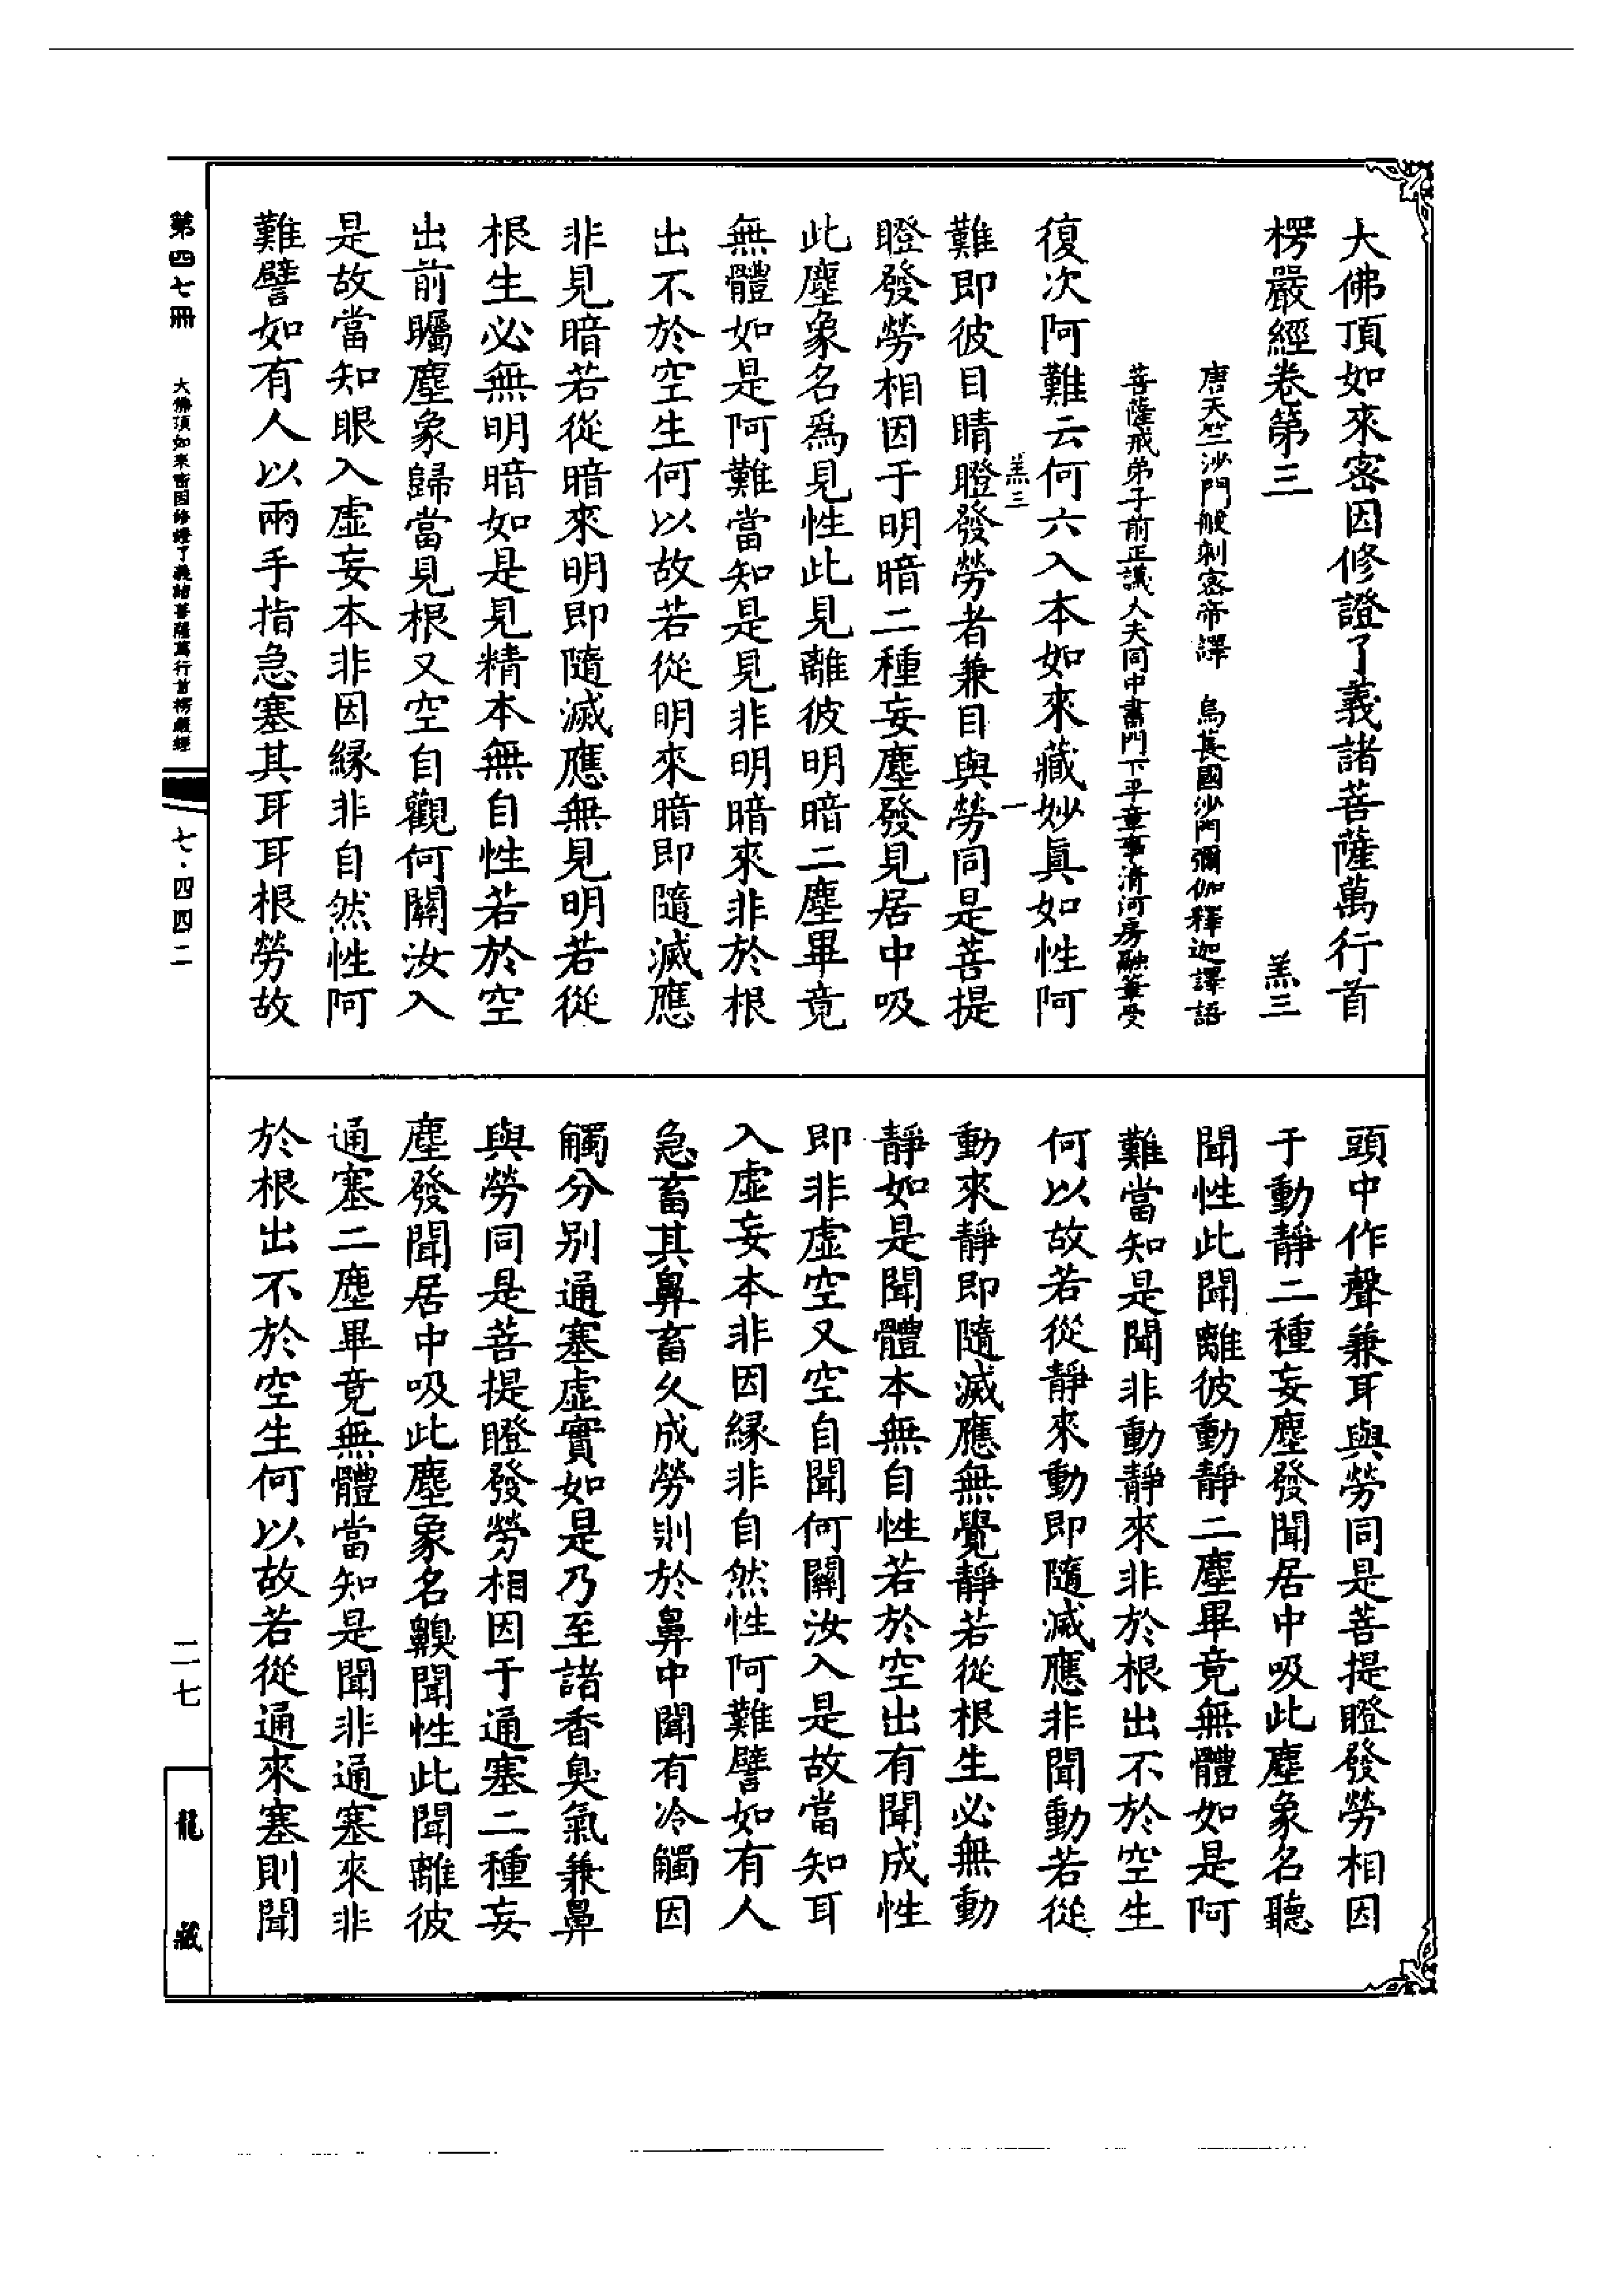 大佛頂如來密因修證了義諸菩薩萬行首
楞嚴經卷第三 羔三
唐天竺沙門般剌密帝譯 烏萇國沙門彌伽釋迦譯語
菩薩戒弟子前正議大夫同中書門下平章事清河房融筆受
復次阿難云何六入本如來藏妙眞如性阿
羔三 一
難即彼目睛瞪發勞者兼目與勞同是菩提
瞪發勞相因于明暗二種妄塵發見居中吸
此塵象名爲見性此見離彼明暗二塵畢竟
無體如是阿難當知是見非明暗來非於根
出不於空生何以故若從明來暗即隨滅應
非見暗若從暗來明即隨滅應無見明若從
根生必無明暗如是見精本無自性若於空
出前矚塵象歸當見根又空自觀何關汝入
是故當知眼入虛妄本非因緣非自然性阿
難譬如有人以兩手指急塞其耳耳根勞故
頭中作聲兼耳與勞同是菩提瞪發勞相因
于動靜二種妄塵發聞居中吸此塵象名聽
聞性此聞離彼動靜二塵畢竟無體如是阿
難當知是聞非動靜來非於根出不於空生
何以故若從靜來動即隨滅應非聞動若從
動來靜即隨滅應無覺靜若從根生必無動
靜如是聞體本無自性若於空出有聞成性
即非虛空又空自聞何關汝入是故當知耳
入虛妄本非因緣非自然性阿難譬如有人
急畜其鼻畜久成勞則於鼻中聞有冷觸因
觸分別通塞虛實如是乃至諸香臭氣兼鼻
與勞同是菩提瞪發勞相因于通塞二種妄
塵發聞居中吸此塵象名齅聞性此聞離彼
通塞二塵畢竟無體當知是聞非通塞來非
於根出不於空生何以故若從通來塞則聞
第四七冊 大佛頂如來密因修證了義諸菩薩萬行首楞嚴經
七·四四二
二七
龍藏